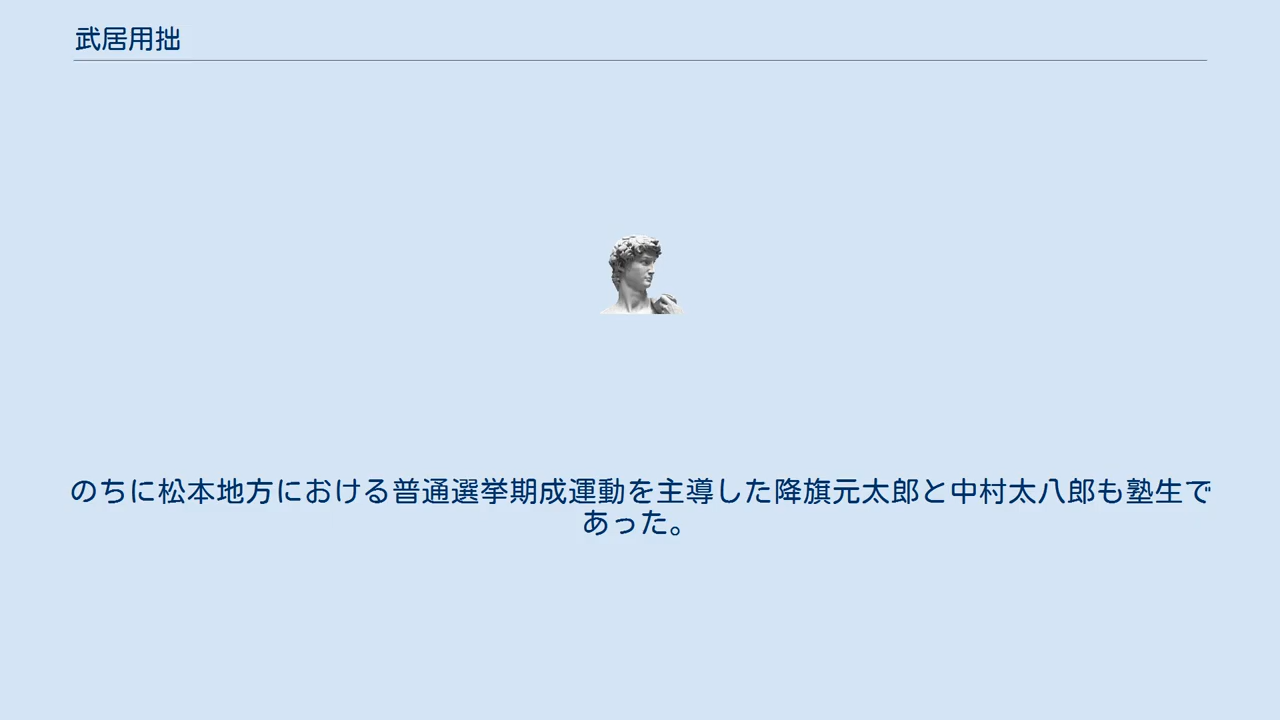 武居用拙
のちに松本地方における普通選挙期成運動を主導した降旗元太郎と中村太八郎も塾生で
あった。